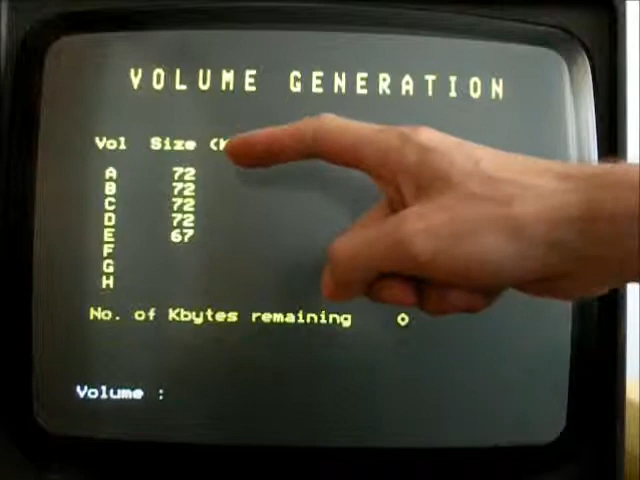 VOLUME GENERATION
Vol Size (K
A 72
B 72
C 72
D 72
E 67
F
G
H
No. of Kbytes remaining 0
Volume :